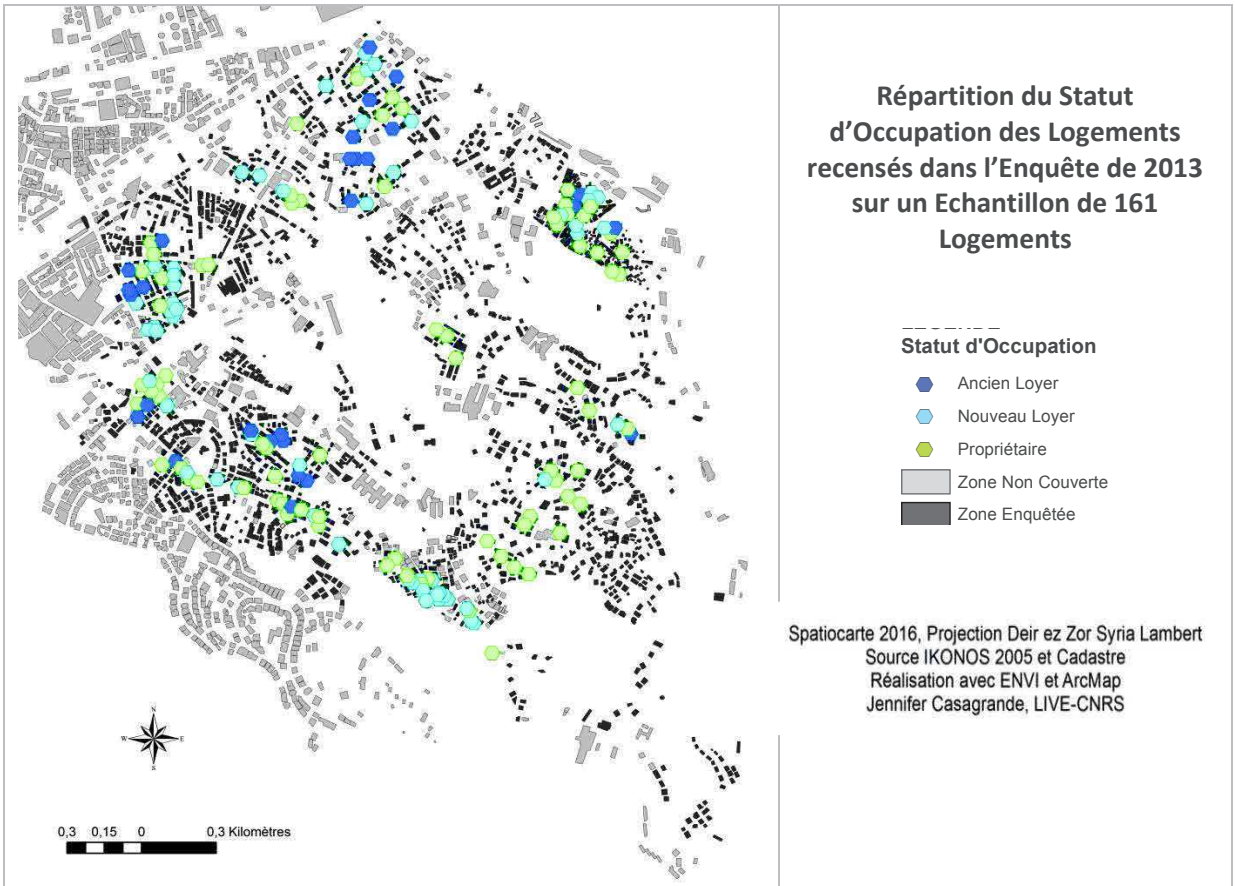 Répartition du Statut
d’Occupation des Logements
recensés dans l’Enquête de 2013
sur un Echantillon de 161
Logements
Statut d'Occupation
Ancien Loyer
Nouveau Loyer
Propriétaire
Zone Non Couverte
Zone Enquêtée
Spatiocarte 2016, Projection Deir ez Zor Syria Lambert
Source IKONOS 2005 et Cadastre
Réalisation avec ENVI et ArcMap
Jennifer Casagrande, LIVE-CNRS
N
W E
S
0,3 0,15 0 0,3 Kilomètres